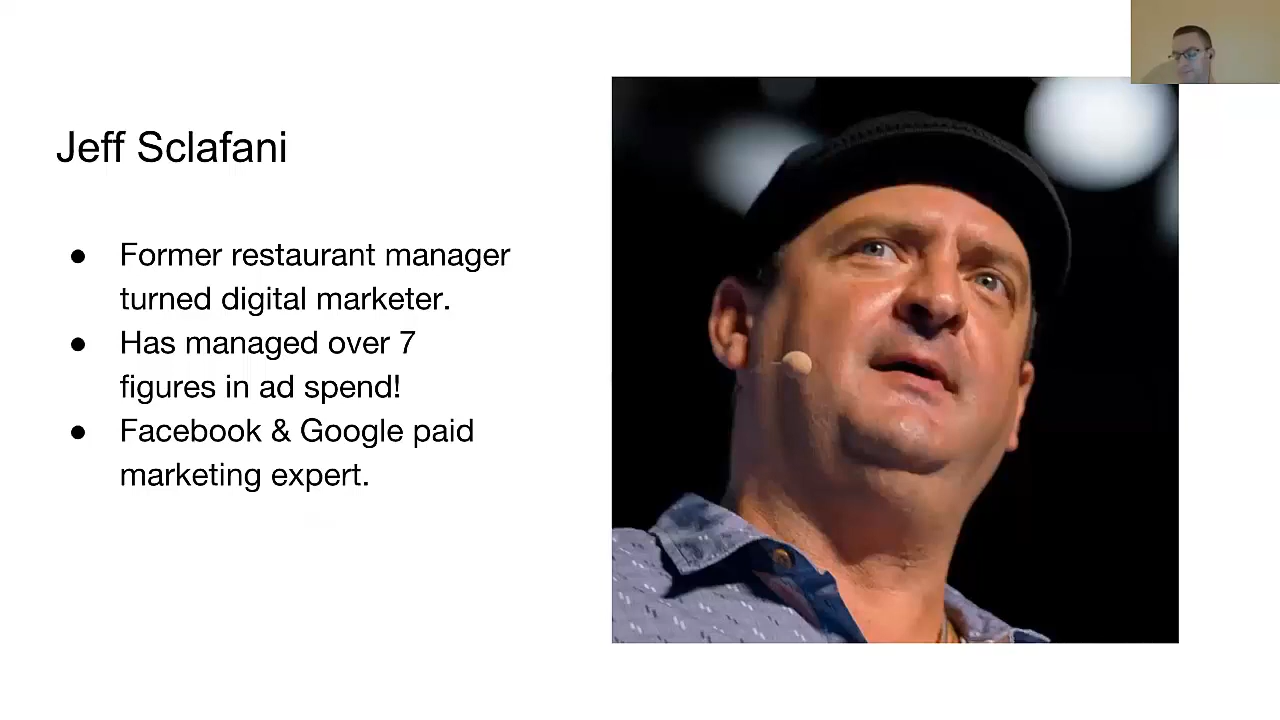 Jeff Sclafani
● Former restaurant manager
turned digital marketer.
● Has managed over 7
figures in ad spend!
● Facebook & Google paid
marketing expert.